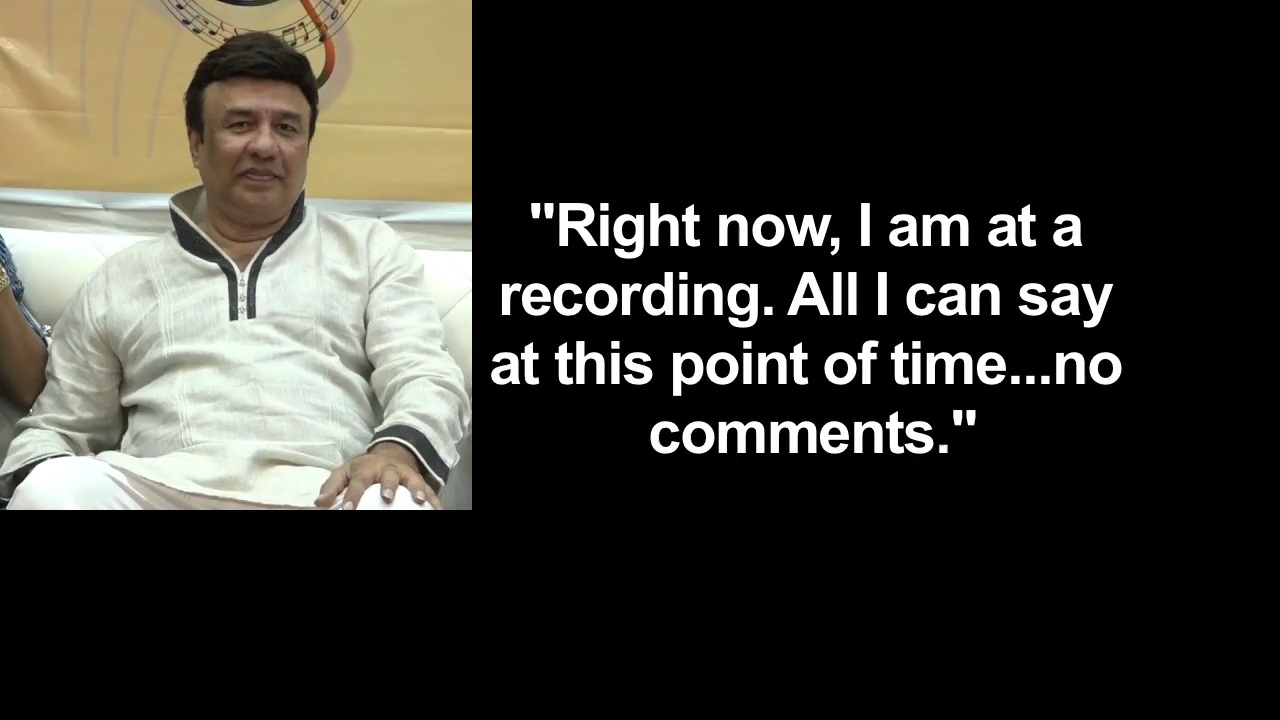 "Right now, I am at a
recording. All I can say
at this point of time...no
comments."